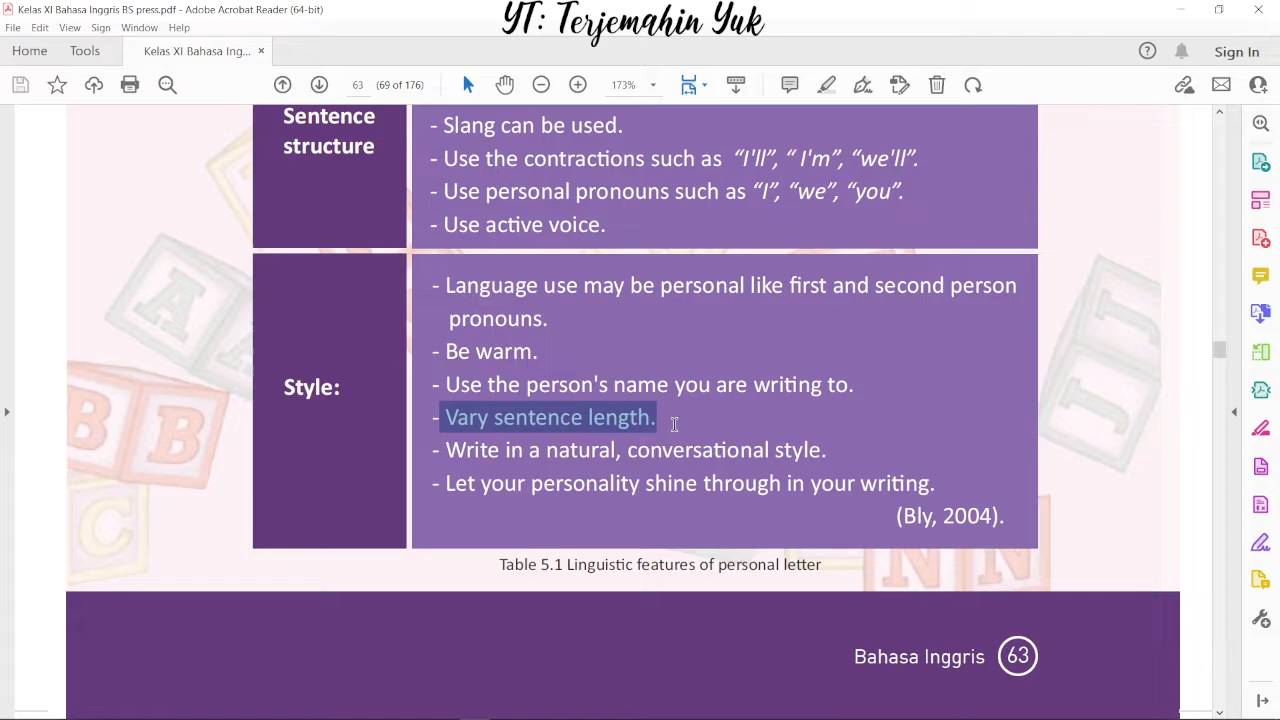 Kelas XI Bahasa Inggris BS press.pdf - Adobe Acrobat Reader (64-bit)
YT: Terjemahin Yuk
File Edit View Sign Window Help
Home Tools Kelas XI Bahasa Ing... × Sign In
63 (69 of 176) 173%
Sentence structure
- Slang can be used.
- Use the contractions such as “I'll”, “ I'm”, “we'll”.
- Use personal pronouns such as “I”, “we”, “you”.
- Use active voice.
Style:
- Language use may be personal like first and second person
pronouns.
- Be warm.
- Use the person's name you are writing to.
- Vary sentence length.
- Write in a natural, conversational style.
- Let your personality shine through in your writing.
(Bly, 2004).
Table 5.1 Linguistic features of personal letter
Bahasa Inggris 63